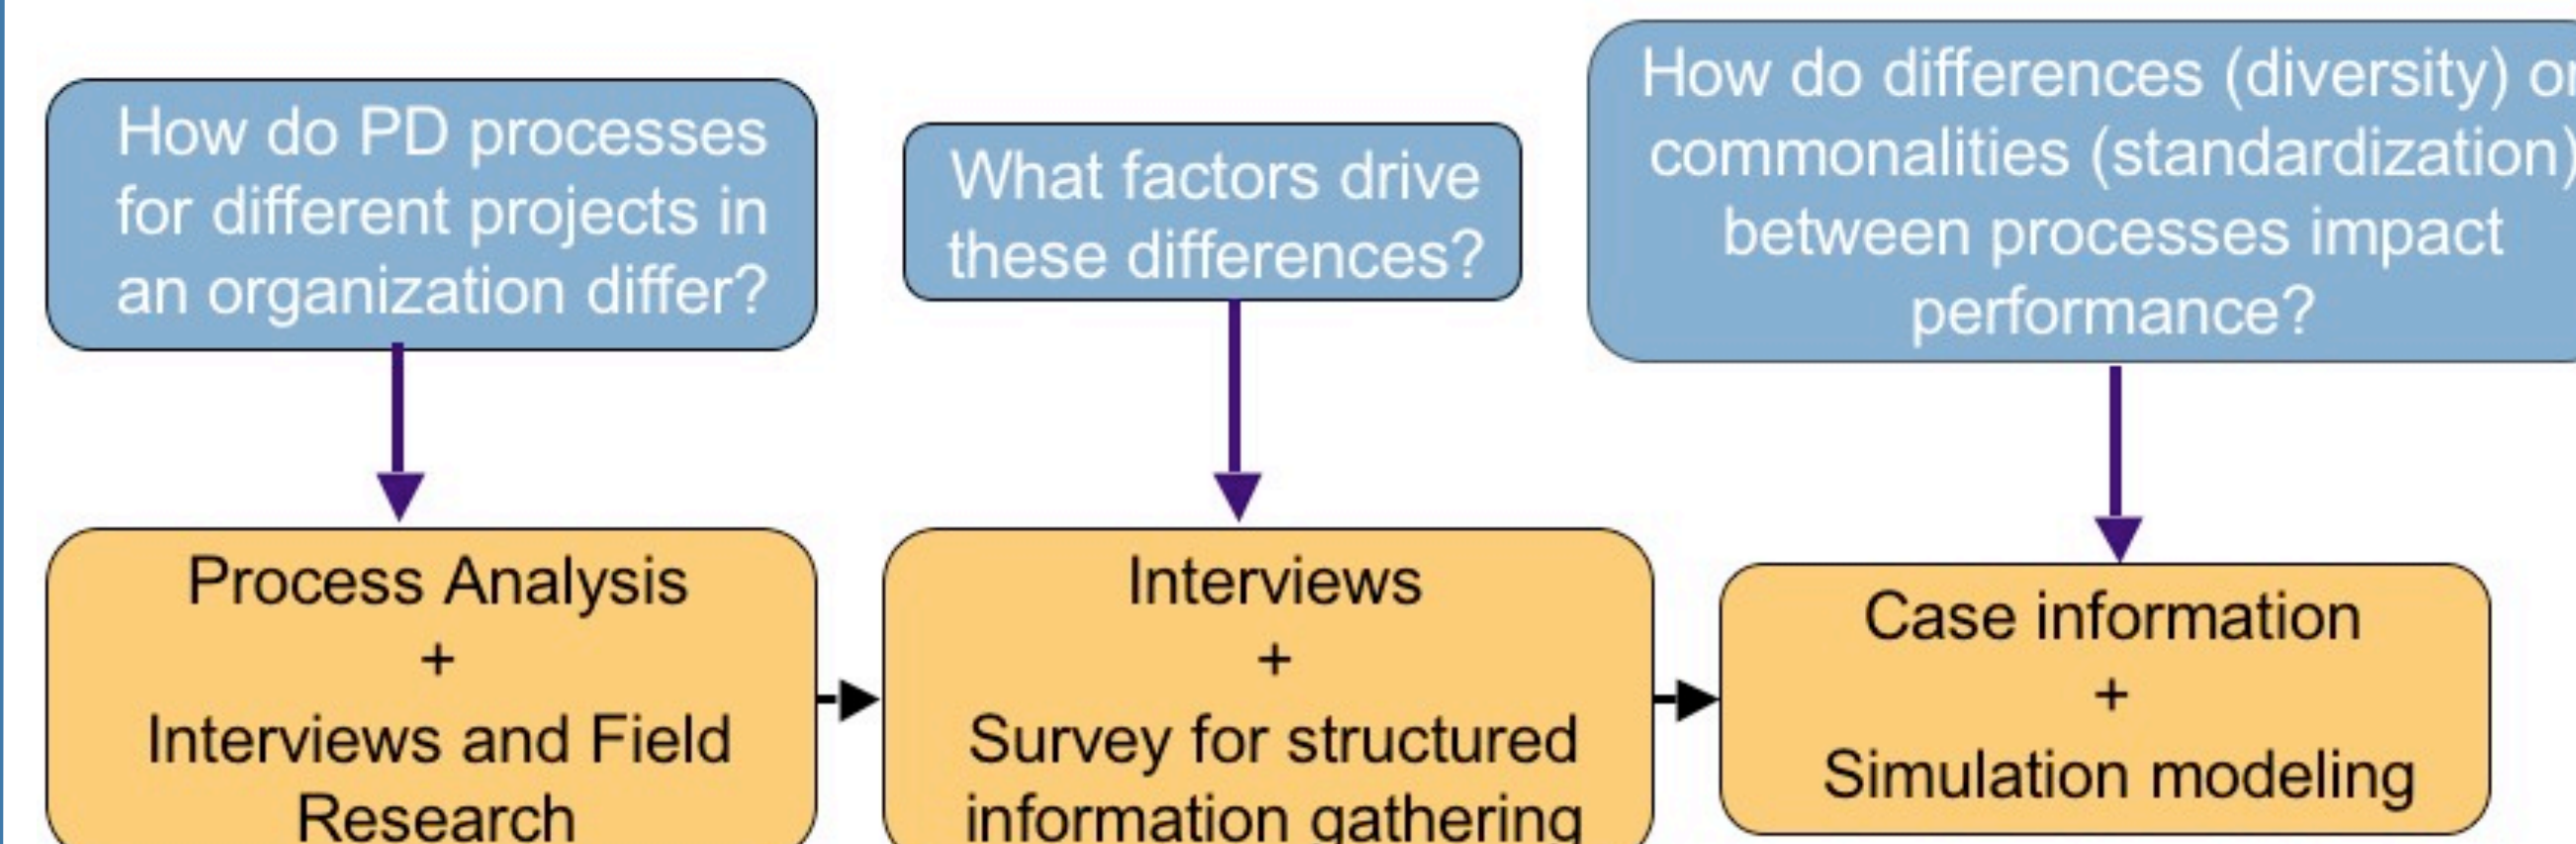 How do PD processes
for different projects in
an organization differ?
What factors drive
these differences?
How do differences (diversity) or
commonalities (standardization)
between processes impact
performance?
Process Analysis
+
Interviews and Field
Research
Interviews
+
Survey for structured
information gathering
Case information
+
Simulation modeling